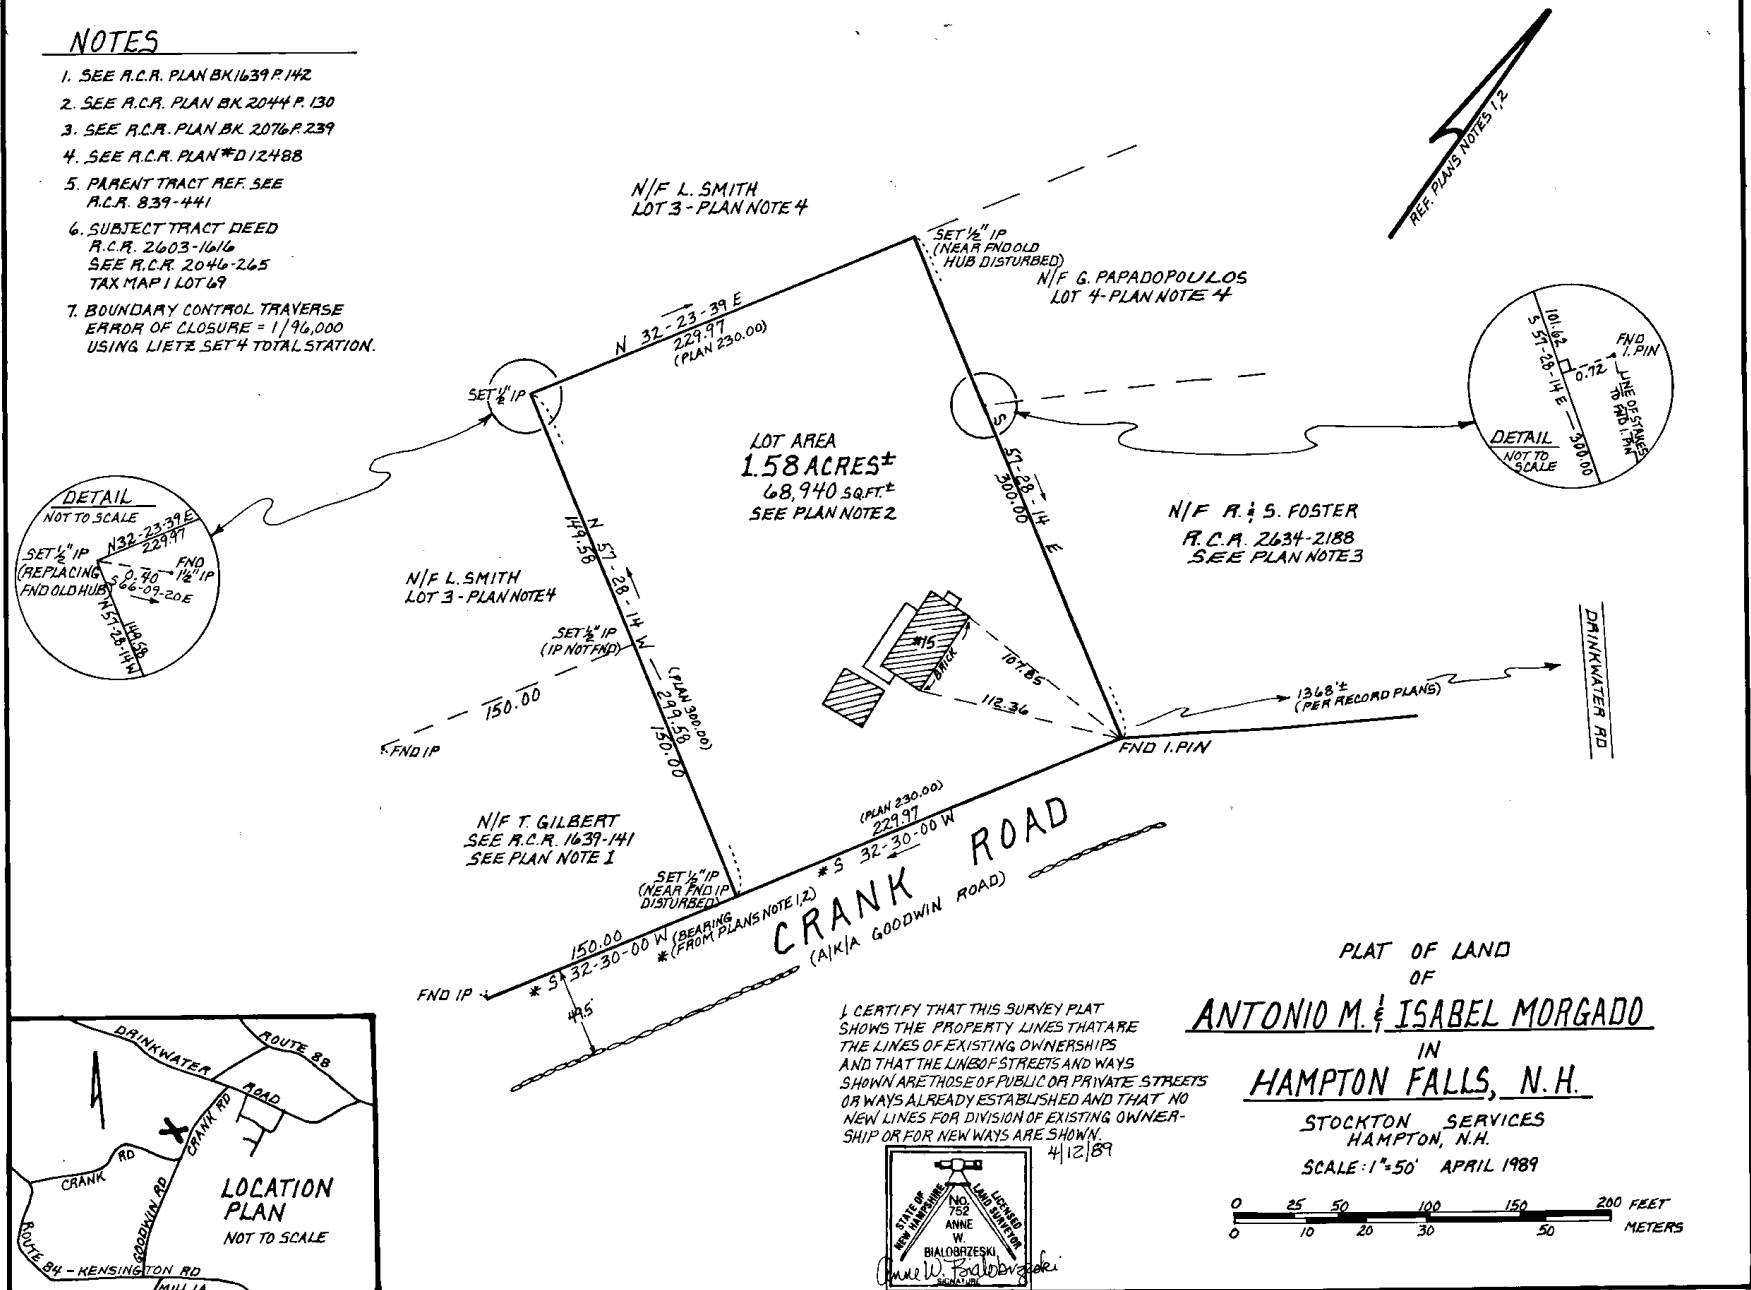 NOTES
1. SEE R.C.R. PLAN BK 1639 P. 142
2. SEE R.C.R. PLAN BK 2044 P. 130
3. SEE R.C.R. PLAN BK 2076 P. 239
4. SEE R.C.R. PLAN #D12488
5. PARENT TRACT REF. SEE
R.C.R. 839-441
6. SUBJECT TRACT DEED
R.C.R. 2603-1616
SEE R.C.R. 2046-265
TAX MAP 1 LOT 69
7. BOUNDARY CONTROL TRAVERSE
ERROR OF CLOSURE = 1/96,000
USING LIETZ SET 4 TOTAL STATION.
REF. PLANS NOTES 1,2
N/F L. SMITH
LOT 3 - PLAN NOTE 4
SET 1/2" IP
(NEAR FND OLD
HUB DISTURBED)
N/F G. PAPADOPOULOS
LOT 4 - PLAN NOTE 4
N 32-23-39 E
229.97
(PLAN 230.00)
SET 1/2" IP
101.62
S 57-28-14 E — 300.00
FND
I. PIN
0.72
LINE OF STAKES
TO FND I. PIN
DETAIL
NOT TO
SCALE
LOT AREA
1.58 ACRES±
68,940 SQ.FT.±
SEE PLAN NOTE 2
S 57-28-14 E
300.00
DETAIL
NOT TO SCALE
N 32-23-39 E
229.97
SET 1/2" IP
(REPLACING
FND OLD HUB)
FND
1 1/2" IP
0.40
S 66-09-20 E
149.58
N 57-28-14 W
N/F R. & S. FOSTER
R.C.R. 2634-2188
SEE PLAN NOTE 3
149.58
N 57-28-14 W — 299.58
(PLAN 300.00)
150.00
N/F L. SMITH
LOT 3 - PLAN NOTE 4
SET 1/2" IP
(IP NOT FND)
150.00
FND IP
#15
BRICK
107.85
112.36
1368'±
(PER RECORD PLANS)
DRINKWATER RD
FND I. PIN
N/F T. GILBERT
SEE R.C.R. 1639-141
SEE PLAN NOTE 1
SET 1/2" IP
(NEAR FND IP
DISTURBED)
(PLAN 230.00)
229.97
* S 32-30-00 W
CRANK ROAD
(A/K/A GOODWIN ROAD)
150.00
* S 32-30-00 W
(BEARING
* (FROM PLANS NOTE 1,2)
FND IP
49.5'
PLAT OF LAND
OF
ANTONIO M. & ISABEL MORGADO
IN
HAMPTON FALLS, N.H.
STOCKTON SERVICES
HAMPTON, N.H.
SCALE: 1"=50' APRIL 1989
0 25 50 100 150 200 FEET
0 10 20 30 50 METERS
I CERTIFY THAT THIS SURVEY PLAT
SHOWS THE PROPERTY LINES THAT ARE
THE LINES OF EXISTING OWNERSHIPS
AND THAT THE LINES OF STREETS AND WAYS
SHOWN ARE THOSE OF PUBLIC OR PRIVATE STREETS
OR WAYS ALREADY ESTABLISHED AND THAT NO
NEW LINES FOR DIVISION OF EXISTING OWNER-
SHIP OR FOR NEW WAYS ARE SHOWN.
4/12/89
STATE OF
NEW HAMPSHIRE
LICENSED
LAND SURVEYOR
No.
752
ANNE
W.
BIALOBRZESKI
Anne W. Bialobrzeski
SIGNATURE
DRINKWATER ROAD
ROUTE 88
CRANK RD
CRANK RD
GOODWIN RD
ROUTE 84 - KENSINGTON RD
LOCATION
PLAN
NOT TO SCALE